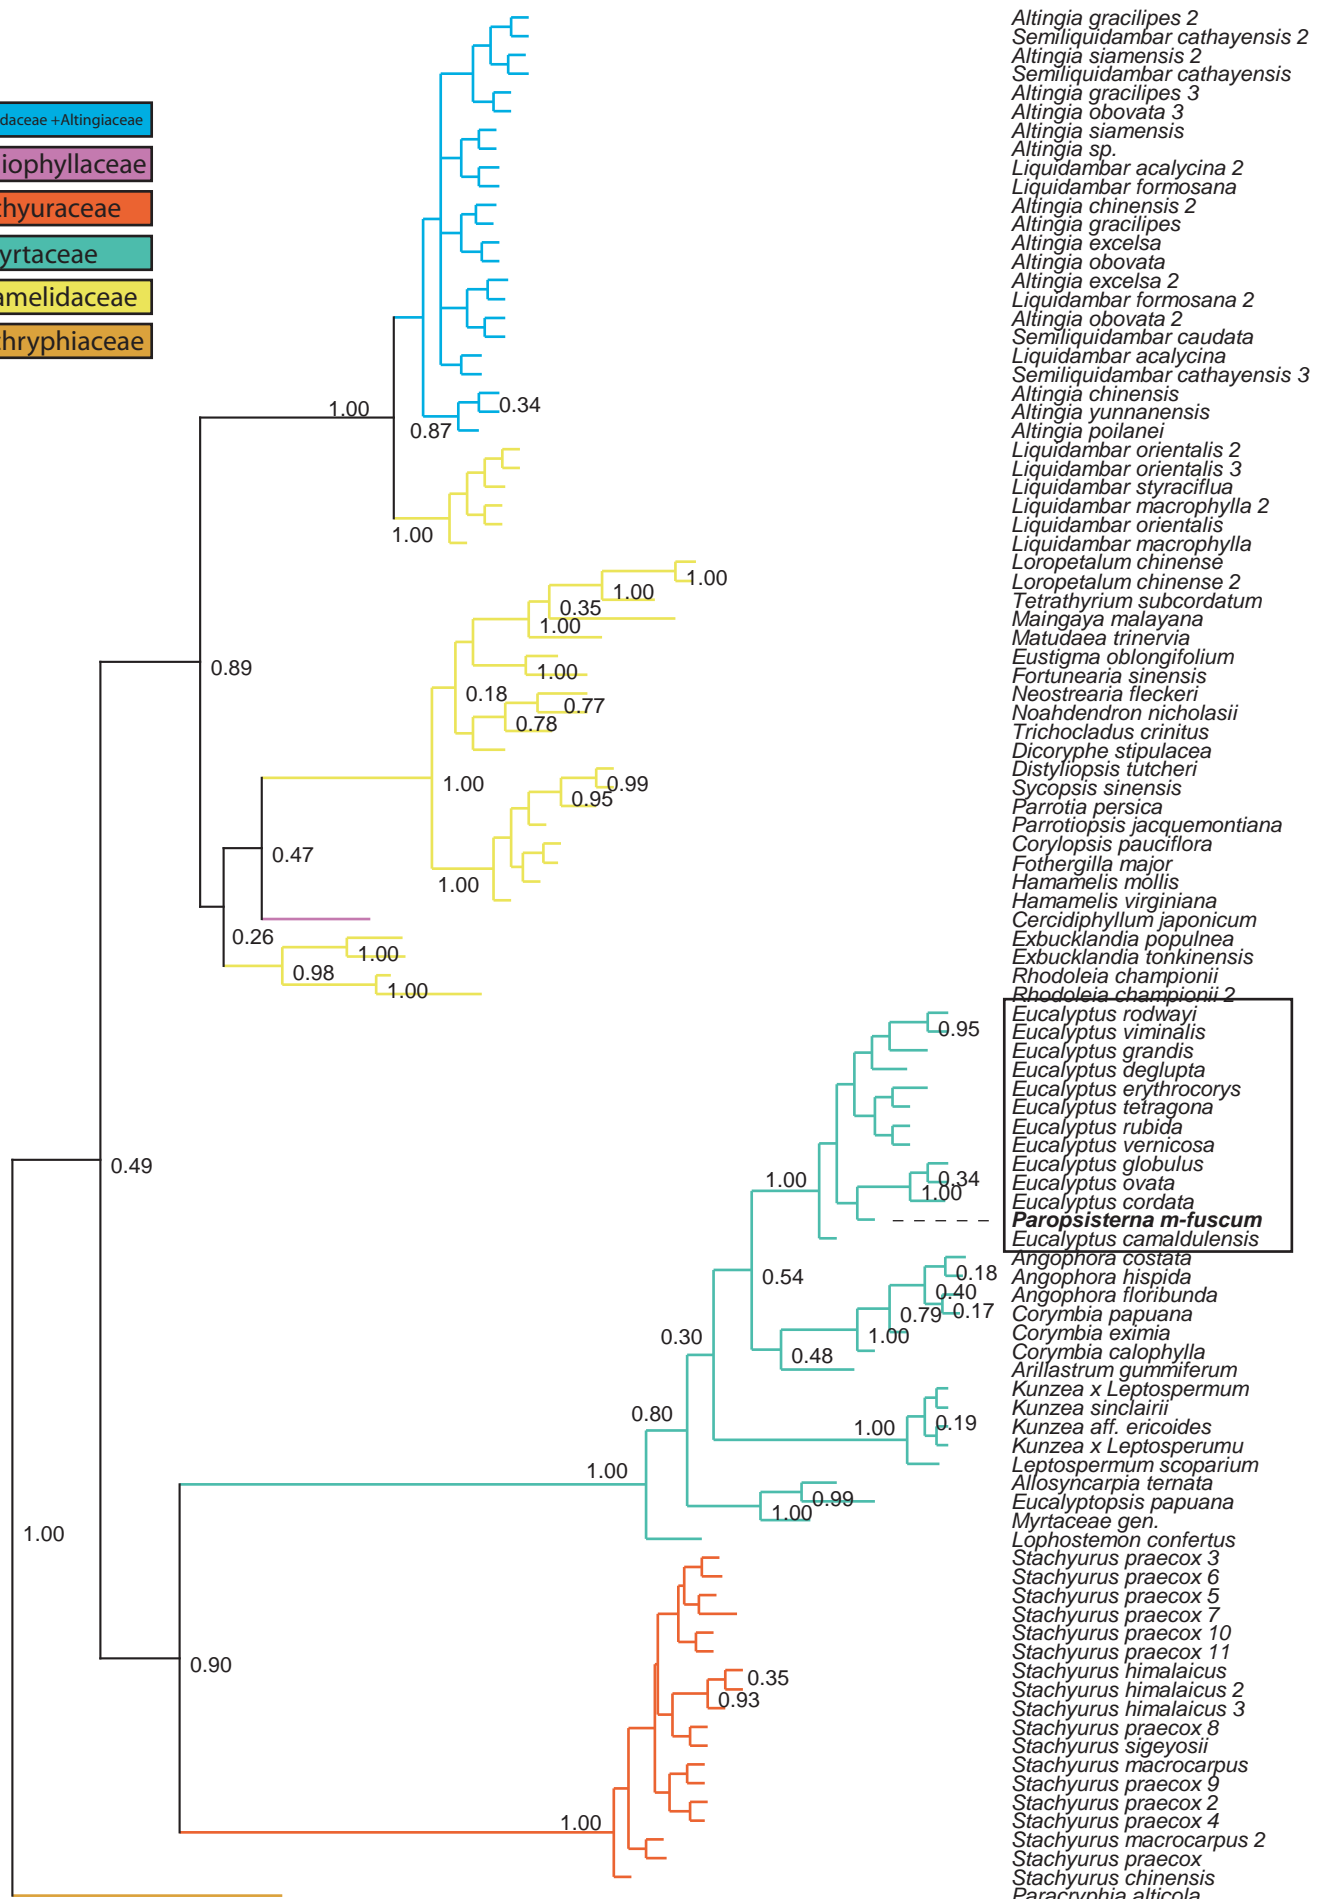 Altingia gracilipes 2
Semiliquidambar cathayensis 2
Altingia siamensis 2
Semiliquidambar cathayensis
Altingia gracilipes 3
daceae +Altingiaceae
Altingia obovata 3
Altingia siamensis
Altingia sp.
iophyllaceae
Liquidambar acalycina 2
Liquidambar formosana
hyuraceae
Altingia chinensis 2
Altingia gracilipes
Altingia excelsa
yrtaceae
Altingia obovata
Altingia excelsa 2
amelidaceae
Liquidambar formosana 2
Altingia obovata 2
thryphiaceae
Semiliquidambar caudata
Liquidambar acalycina
Semiliquidambar cathayensis 3
Altingia chinensis
1.00
0.34
Altingia yunnanensis
0.87
Altingia poilanei
Liquidambar orientalis 2
Liquidambar orientalis 3
Liquidambar styraciflua
Liquidambar macrophylla 2
Liquidambar orientalis
1.00
Liquidambar macrophylla
Loropetalum chinense
1.00
Loropetalum chinense 2
1.00
Tetrathyrium subcordatum
0.35
Maingaya malayana
1.00
Matudaea trinervia
Eustigma oblongifolium
0.89
1.00
Fortunearia sinensis
0.18
Neostrearia fleckeri
0.77
Noahdendron nicholasii
0.78
Trichocladus crinitus
Dicoryphe stipulacea
Distyliopsis tutcheri
1.00
0.99
Sycopsis sinensis
0.95
Parrotia persica
Parrotiopsis jacquemontiana
Corylopsis pauciflora
0.47
Fothergilla major
1.00
Hamamelis mollis
Hamamelis virginiana
Cercidiphyllum japonicum
0.26
Exbucklandia populnea
1.00
Exbucklandia tonkinensis
0.98
Rhodoleia championii
1.00
Rhodoleia championii 2
Eucalyptus rodwayi
0.95
Eucalyptus viminalis
Eucalyptus grandis
Eucalyptus deglupta
Eucalyptus erythrocorys
Eucalyptus tetragona
Eucalyptus rubida
Eucalyptus vernicosa
0.49
Eucalyptus globulus
1.00
0.34
Eucalyptus ovata
1.00
Eucalyptus cordata
Paropsisterna m-fuscum
Eucalyptus camaldulensis
Angophora costata
0.54
0.18
Angophora hispida
0.40
Angophora floribunda
0.79
0.17
Corymbia papuana
0.30
1.00
Corymbia eximia
0.48
Corymbia calophylla
Arillastrum gummiferum
Kunzea x Leptospermum
0.80
Kunzea sinclairii
1.00
0.19
Kunzea aff. ericoides
Kunzea x Leptosperumu
Leptospermum scoparium
1.00
Allosyncarpia ternata
0.99
Eucalyptopsis papuana
1.00
Myrtaceae gen.
1.00
Lophostemon confertus
Stachyurus praecox 3
Stachyurus praecox 6
Stachyurus praecox 5
Stachyurus praecox 7
Stachyurus praecox 10
Stachyurus praecox 11
0.90
Stachyurus himalaicus
0.35
Stachyurus himalaicus 2
0.93
Stachyurus himalaicus 3
Stachyurus praecox 8
Stachyurus sigeyosii
Stachyurus macrocarpus
Stachyurus praecox 9
Stachyurus praecox 2
1.00
Stachyurus praecox 4
Stachyurus macrocarpus 2
Stachyurus praecox
Stachyurus chinensis
Paracryphia alticola